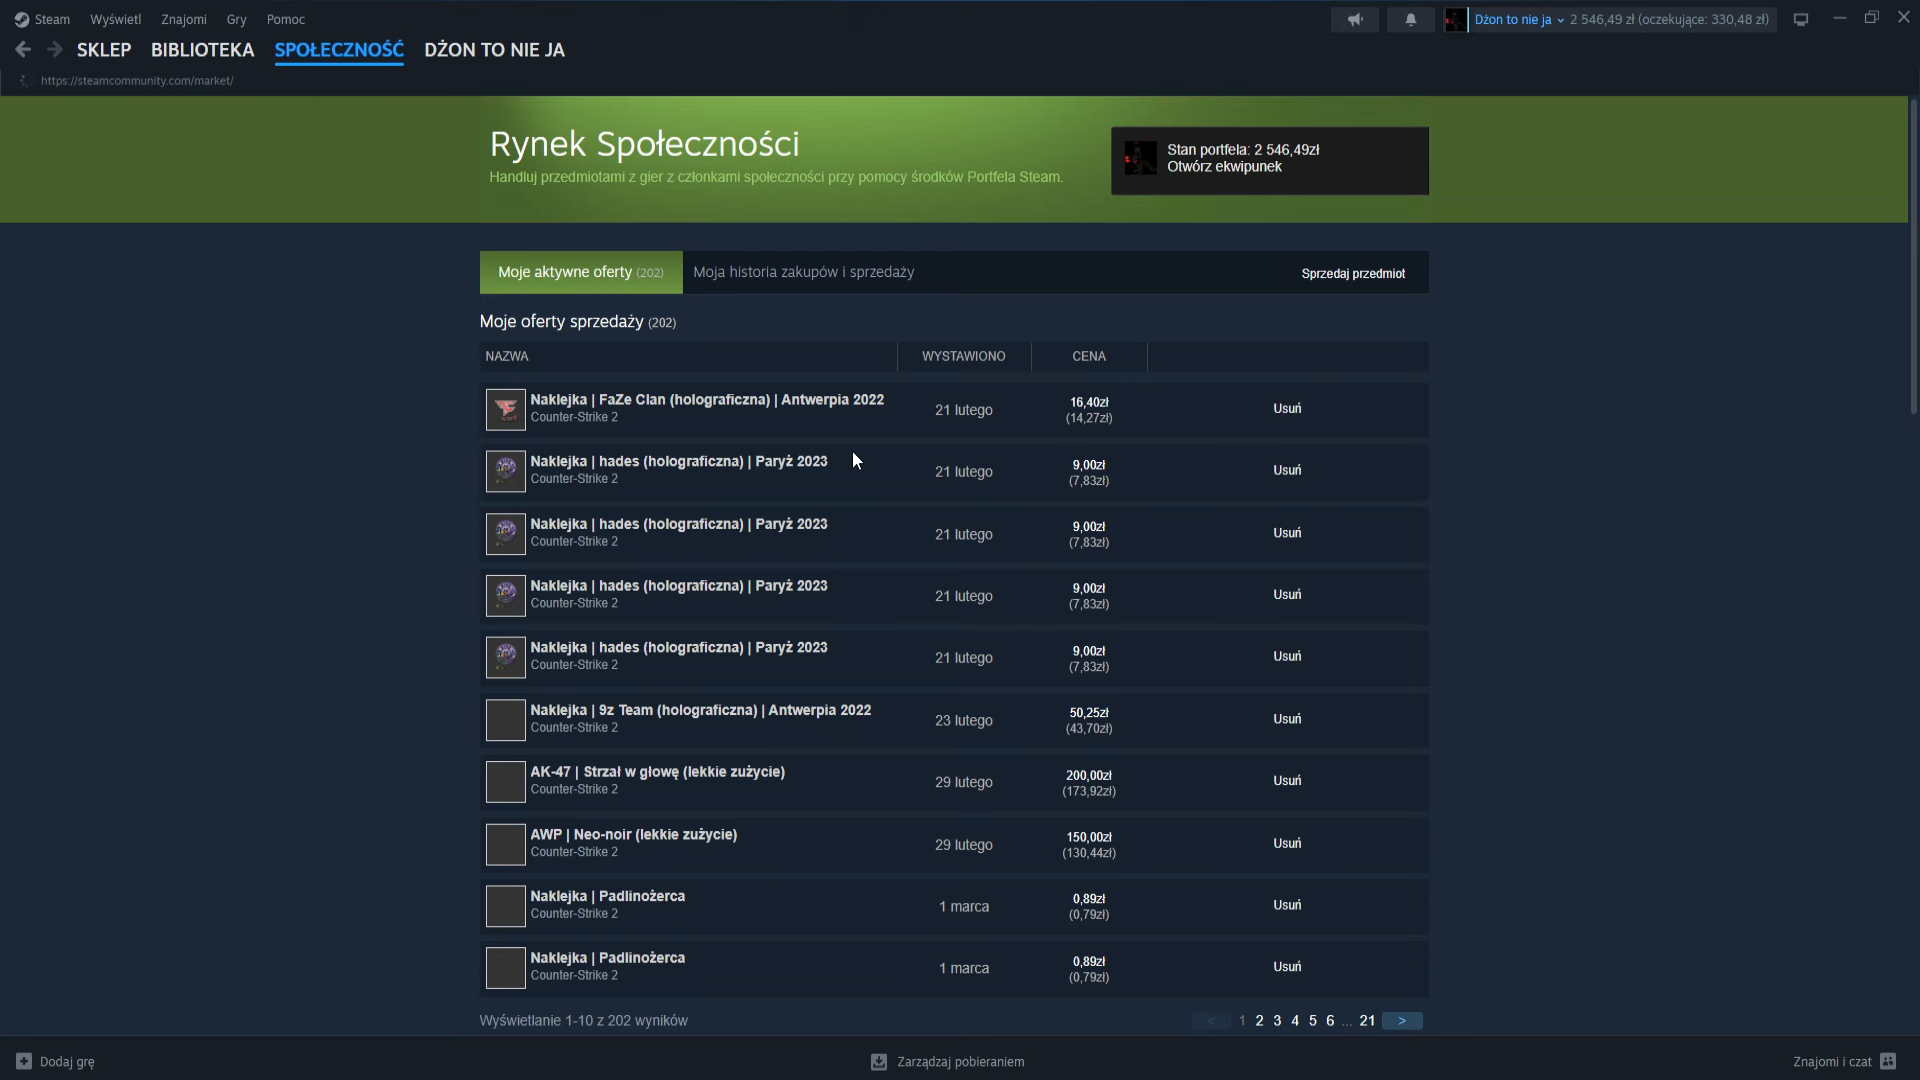 Steam Wyświetl Znajomi Gry Pomoc
Dżon to nie ja 2 546,49 zł (oczekujące: 330,48 zł)
SKLEP BIBLIOTEKA SPOŁECZNOŚĆ DŻON TO NIE JA
https://steamcommunity.com/market/
Rynek Społeczności
Handluj przedmiotami z gier z członkami społeczności przy pomocy środków Portfela Steam.
Stan portfela: 2 546,49zł
Otwórz ekwipunek
Moje aktywne oferty (202) Moja historia zakupów i sprzedaży Sprzedaj przedmiot
Moje oferty sprzedaży (202)
NAZWA WYSTAWIONO CENA
Naklejka | FaZe Clan (holograficzna) | Antwerpia 2022
Counter-Strike 2
21 lutego
16,40zł
(14,27zł)
Usuń
Naklejka | hades (holograficzna) | Paryż 2023
Counter-Strike 2
21 lutego
9,00zł
(7,83zł)
Usuń
Naklejka | hades (holograficzna) | Paryż 2023
Counter-Strike 2
21 lutego
9,00zł
(7,83zł)
Usuń
Naklejka | hades (holograficzna) | Paryż 2023
Counter-Strike 2
21 lutego
9,00zł
(7,83zł)
Usuń
Naklejka | hades (holograficzna) | Paryż 2023
Counter-Strike 2
21 lutego
9,00zł
(7,83zł)
Usuń
Naklejka | 9z Team (holograficzna) | Antwerpia 2022
Counter-Strike 2
23 lutego
50,25zł
(43,70zł)
Usuń
AK-47 | Strzał w głowę (lekkie zużycie)
Counter-Strike 2
29 lutego
200,00zł
(173,92zł)
Usuń
AWP | Neo-noir (lekkie zużycie)
Counter-Strike 2
29 lutego
150,00zł
(130,44zł)
Usuń
Naklejka | Padlinożerca
Counter-Strike 2
1 marca
0,89zł
(0,79zł)
Usuń
Naklejka | Padlinożerca
Counter-Strike 2
1 marca
0,89zł
(0,79zł)
Usuń
Wyświetlanie 1-10 z 202 wyników
< 1 2 3 4 5 6 ... 21 >
Dodaj grę Zarządzaj pobieraniem Znajomi i czat